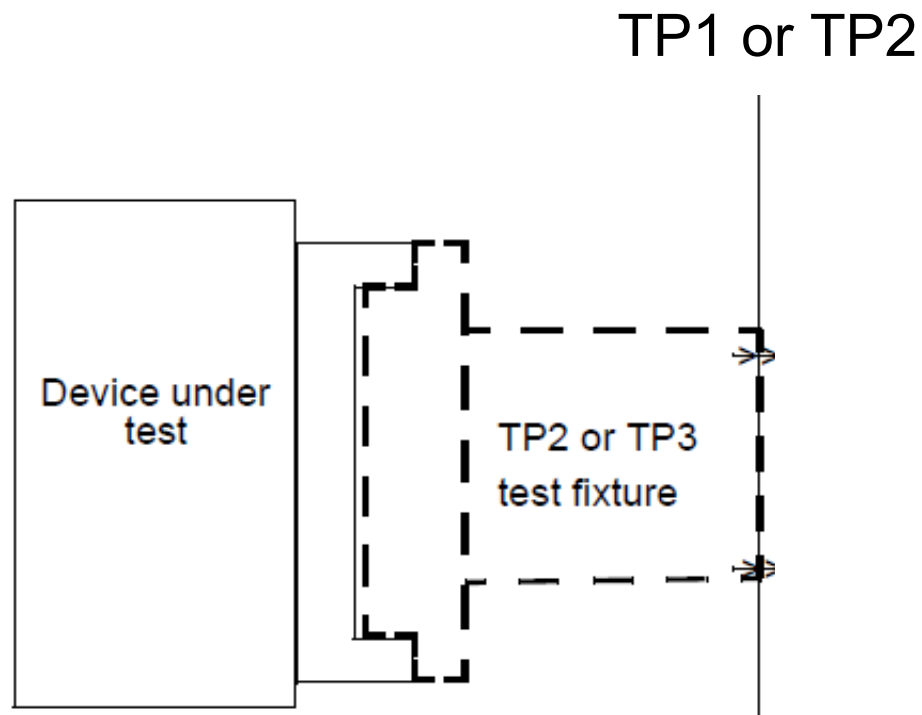 TP1 or TP2
Device under
test
TP2 or TP3
test fixture